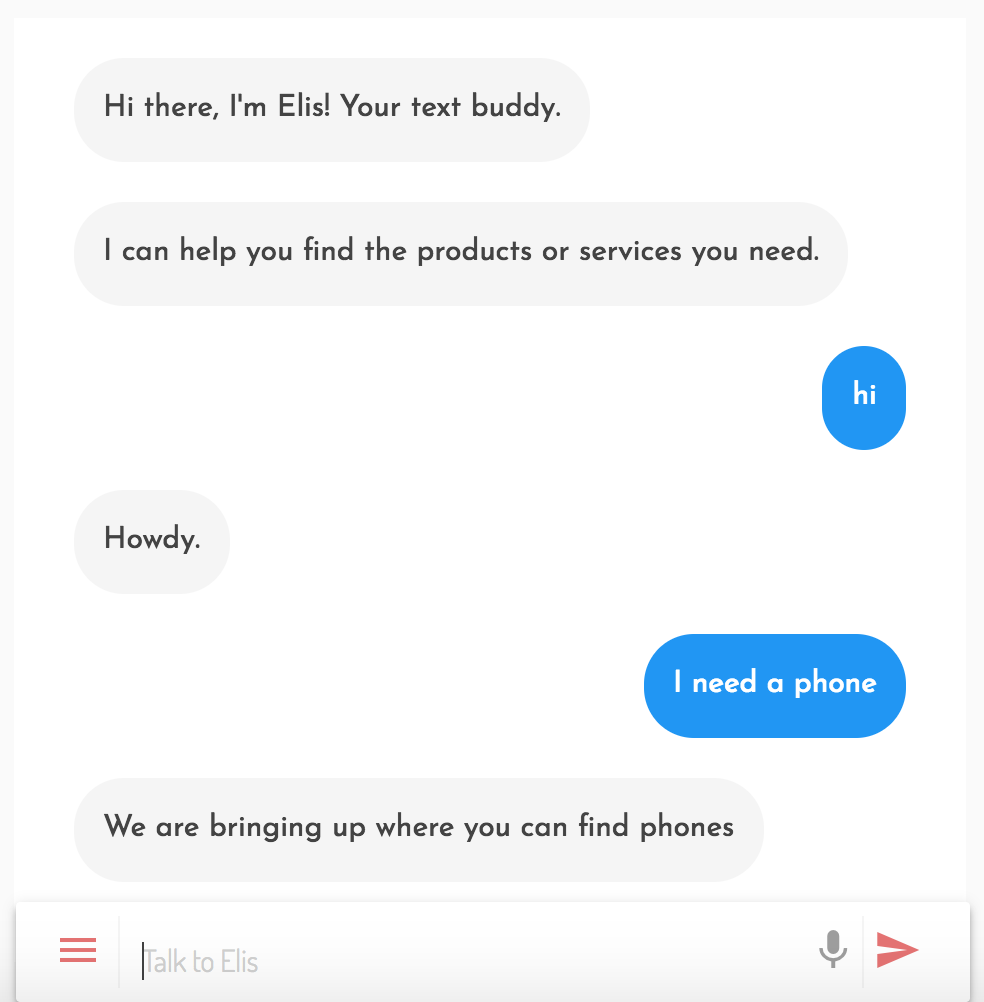 Hi there, I'm Elis! Your text buddy.
I can help you find the products or services you need.
hi
Howdy.
I need a phone
We are bringing up where you can find phones
Talk to Elis